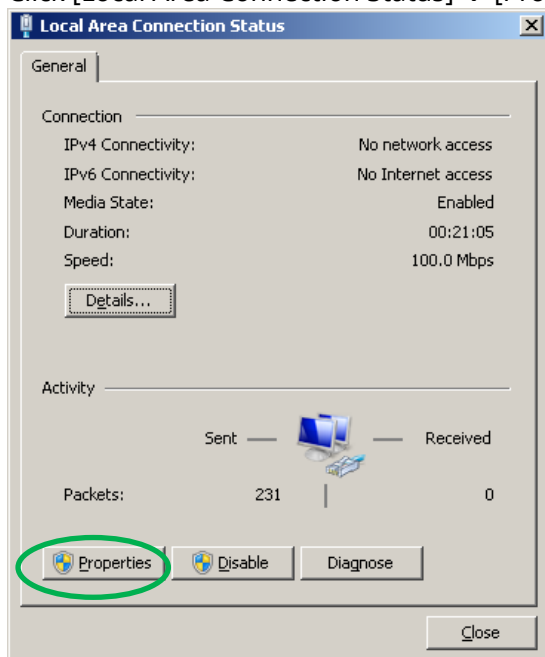 Local Area Connection Status
General
Connection
IPv4 Connectivity: No network access
IPv6 Connectivity: No Internet access
Media State: Enabled
Duration: 00:21:05
Speed: 100.0 Mbps
Details...
Activity
Sent Received
Packets: 231 0
Properties Disable Diagnose
Close